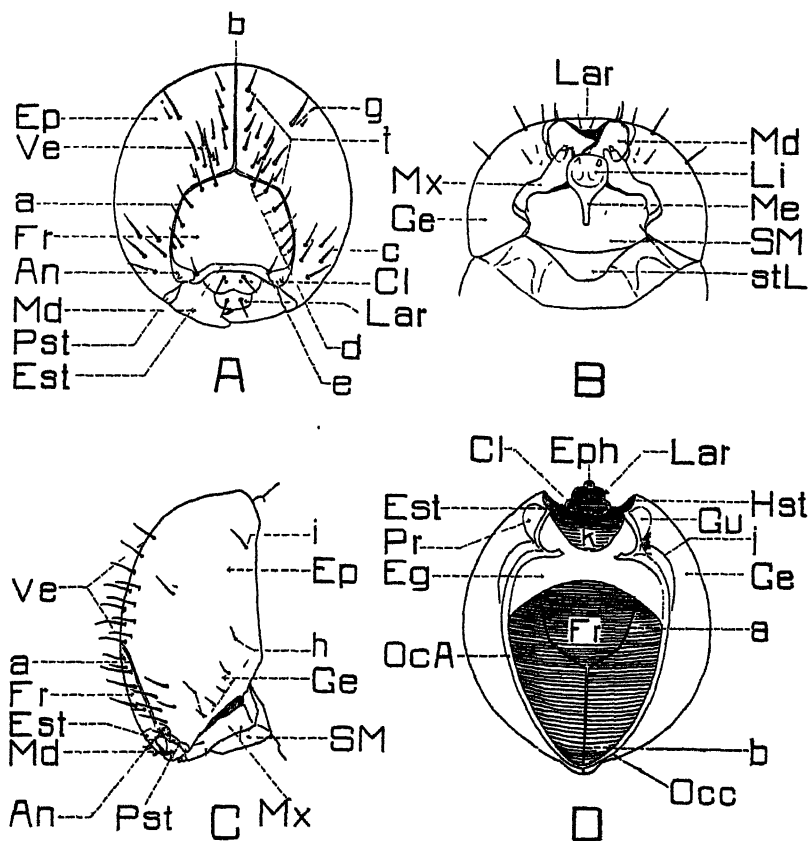 b
Ep
Ve
a
Fr
An
Md
Pst
Est
g
t
c
Cl
Lar
d
e
A
Lar
Mx
Ge
Md
Li
Me
SM
stL
B
Ve
a
Fr
Est
Md
An
Pst
C
Mx
i
Ep
h
Ge
SM
Cl
Eph
Lar
Est
Pr
Eg
OcA
k
Fr
Hst
Gu
j
Ge
a
b
Occ
D